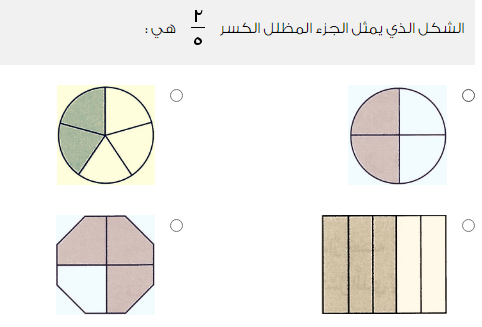 الشكل الذي يمثل الجزء المظلل الكسر ٢/٥ هي :